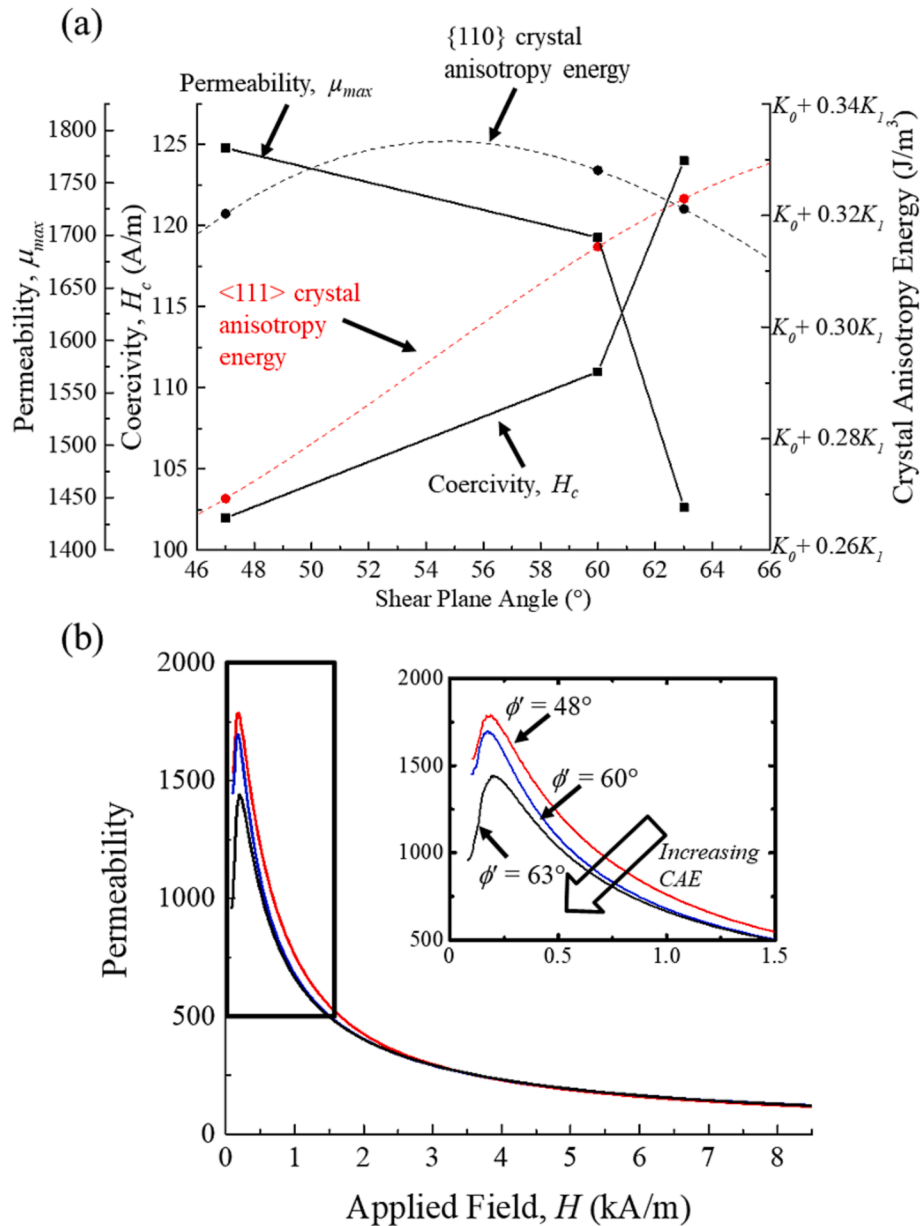 (a)
{110} crystal
anisotropy energy
Permeability, μmax
<111> crystal
anisotropy
energy
Coercivity, Hc
Permeability, μmax
1800
1750
1700
1650
1600
1550
1500
1450
1400
Coercivity, Hc (A/m)
125
120
115
110
105
100
K0 + 0.34K1
K0 + 0.32K1
K0 + 0.30K1
K0 + 0.28K1
K0 + 0.26K1
Crystal Anisotropy Energy (J/m³)
46 48 50 52 54 56 58 60 62 64 66
Shear Plane Angle (°)
(b)
Permeability
2000
1500
1000
500
0
0 1 2 3 4 5 6 7 8
Applied Field, H (kA/m)
2000
1500
1000
500
0 0.5 1.0 1.5
ϕ′ = 48°
ϕ′ = 60°
ϕ′ = 63°
Increasing
CAE